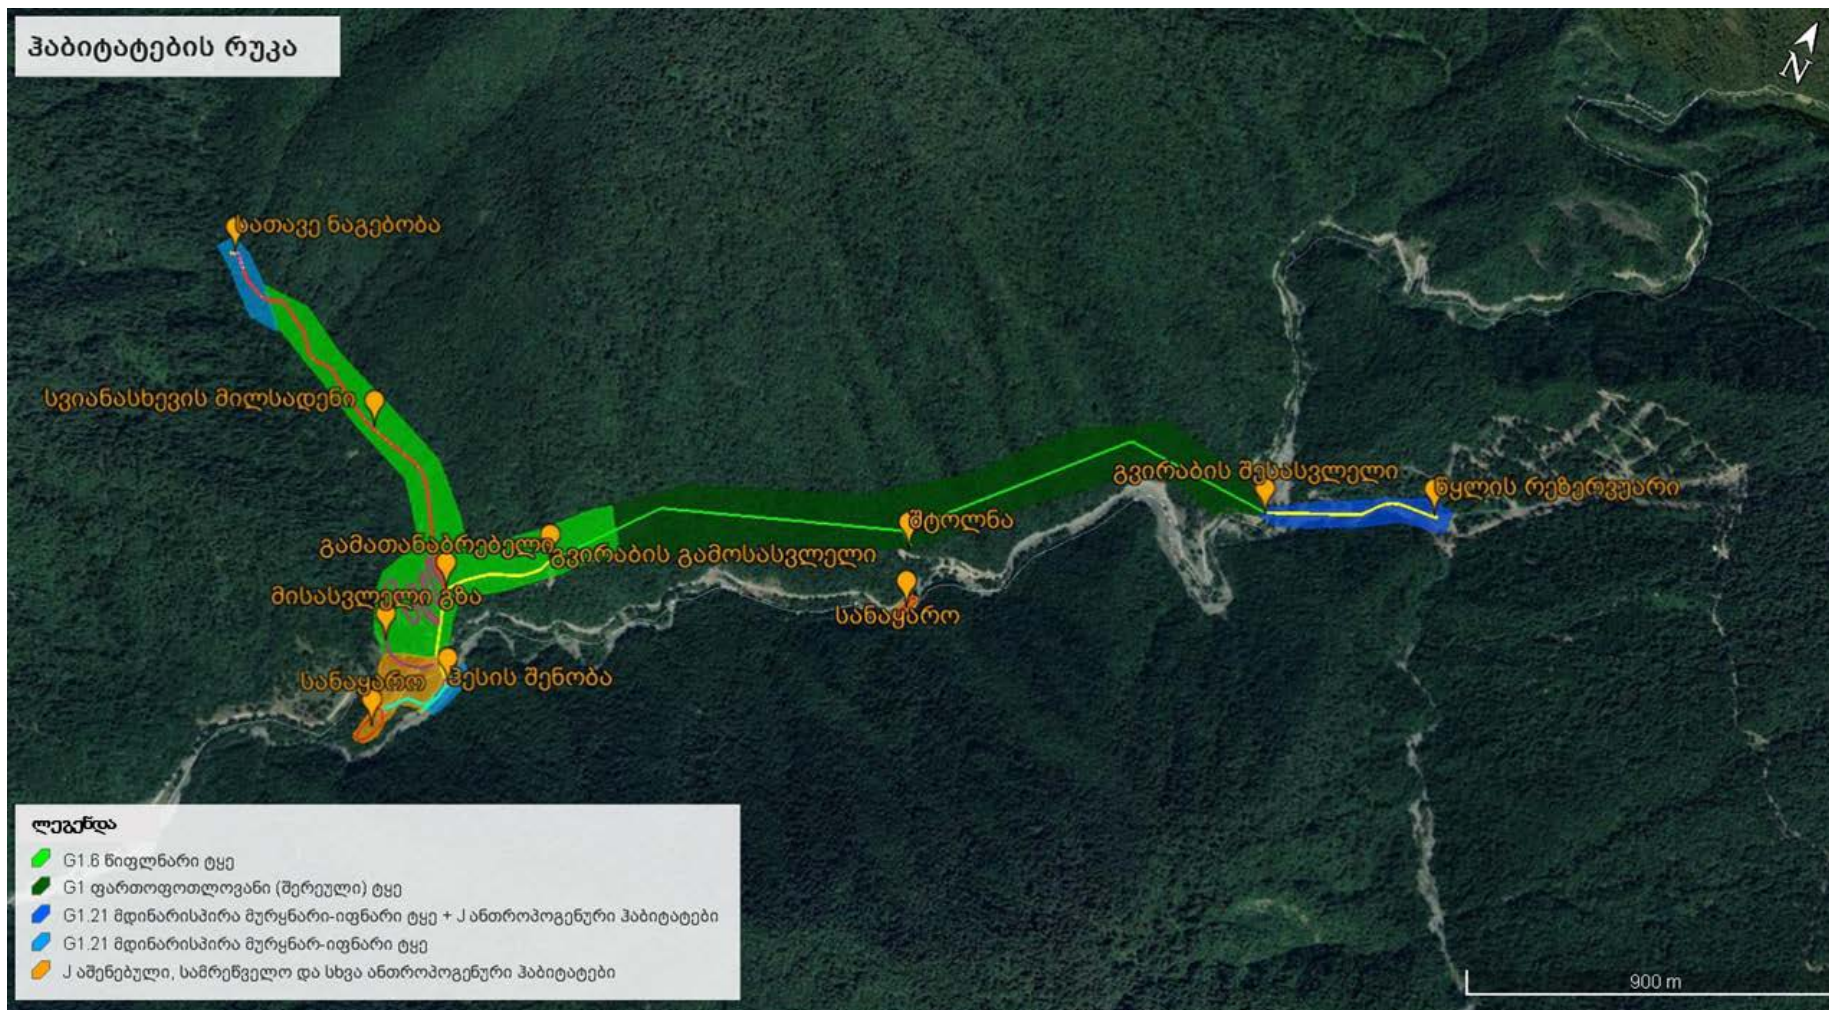 ჰაბიტატების რუკა
N
სათავე ნაგებობა
სვიანასხევის მილსადენი
გვირაბის შესასვლელი
წყლის რეზერვუარი
შტოლნა
გამათანაბრებელი
გვირაბის გამოსასვლელი
მისასვლელი გზა
სანაყარო
სანაყარო
ჰესის შენობა
ლეგენდა
G1.6 წიფლნარი ტყე
G1 ფართოფოთლოვანი (შერეული) ტყე
G1.21 მდინარისპირა მურყნარი-იფნარი ტყე + J ანთროპოგენური ჰაბიტატები
G1.21 მდინარისპირა მურყნარ-იფნარი ტყე
J აშენებული, სამრეწველო და სხვა ანთროპოგენური ჰაბიტატები
900 m